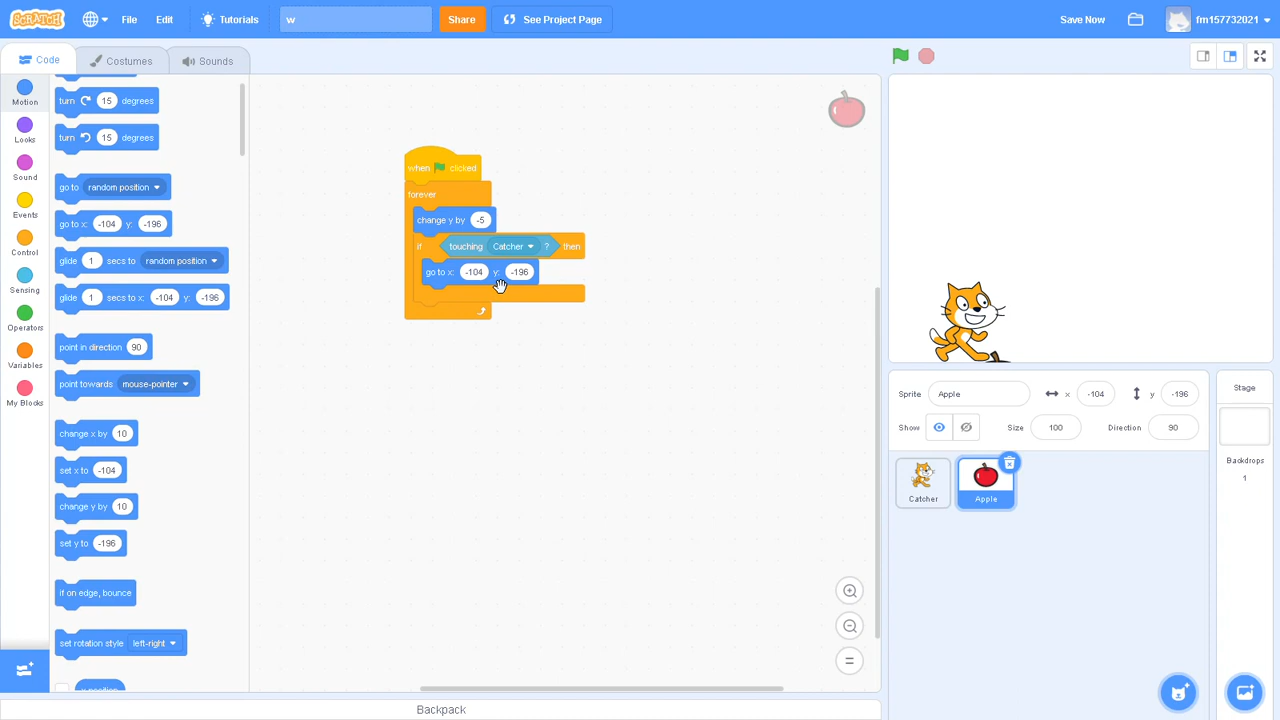 SCRATCH File Edit Tutorials w Share See Project Page Save Now fm157732021
Code Costumes Sounds
Motion
Looks
Sound
Events
Control
Sensing
Operators
Variables
My Blocks
turn 15 degrees
turn 15 degrees
go to random position
go to x: -104 y: -196
glide 1 secs to random position
glide 1 secs to x: -104 y: -196
point in direction 90
point towards mouse-pointer
change x by 10
set x to -104
change y by 10
set y to -196
if on edge, bounce
set rotation style left-right
when clicked
forever
change y by -5
if touching Catcher ? then
go to x: -104 y: -196
Backpack
Sprite Apple x -104 y -196
Show Size 100 Direction 90
Catcher
Apple
Stage
Backdrops
1